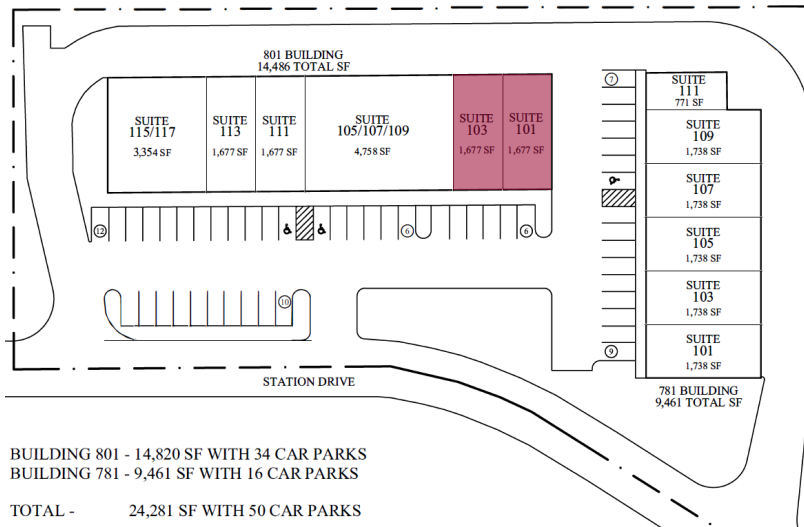 801 BUILDING
14,486 TOTAL SF
SUITE
115/117
3,354 SF
SUITE
113
1,677 SF
SUITE
111
1,677 SF
SUITE
105/107/109
4,758 SF
SUITE
103
1,677 SF
SUITE
101
1,677 SF
12
6
6
10
7
9
SUITE
111
771 SF
SUITE
109
1,738 SF
SUITE
107
1,738 SF
SUITE
105
1,738 SF
SUITE
103
1,738 SF
SUITE
101
1,738 SF
781 BUILDING
9,461 TOTAL SF
STATION DRIVE
BUILDING 801 - 14,820 SF WITH 34 CAR PARKS
BUILDING 781 - 9,461 SF WITH 16 CAR PARKS
TOTAL - 24,281 SF WITH 50 CAR PARKS